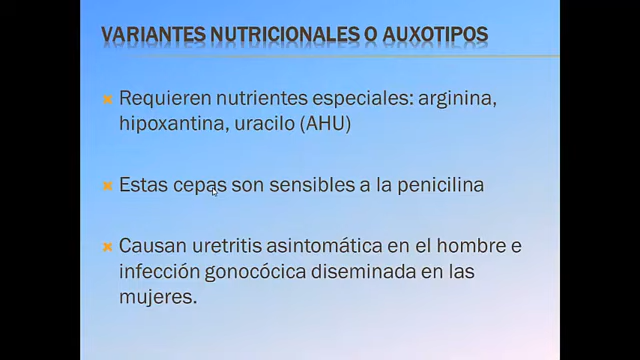 VARIANTES NUTRICIONALES O AUXOTIPOS
Requieren nutrientes especiales: arginina,
hipoxantina, uracilo (AHU)
Estas cepas son sensibles a la penicilina
Causan uretritis asintomática en el hombre e
infección gonocócica diseminada en las
mujeres.